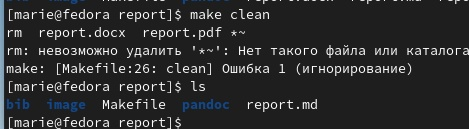 [marie@fedora report]$ make clean
rm  report.docx  report.pdf *~
rm: невозможно удалить '*~': Нет такого файла или каталога
make: [Makefile:26: clean] Ошибка 1 (игнорирование)
[marie@fedora report]$ ls
bib  image  Makefile  pandoc  report.md
[marie@fedora report]$